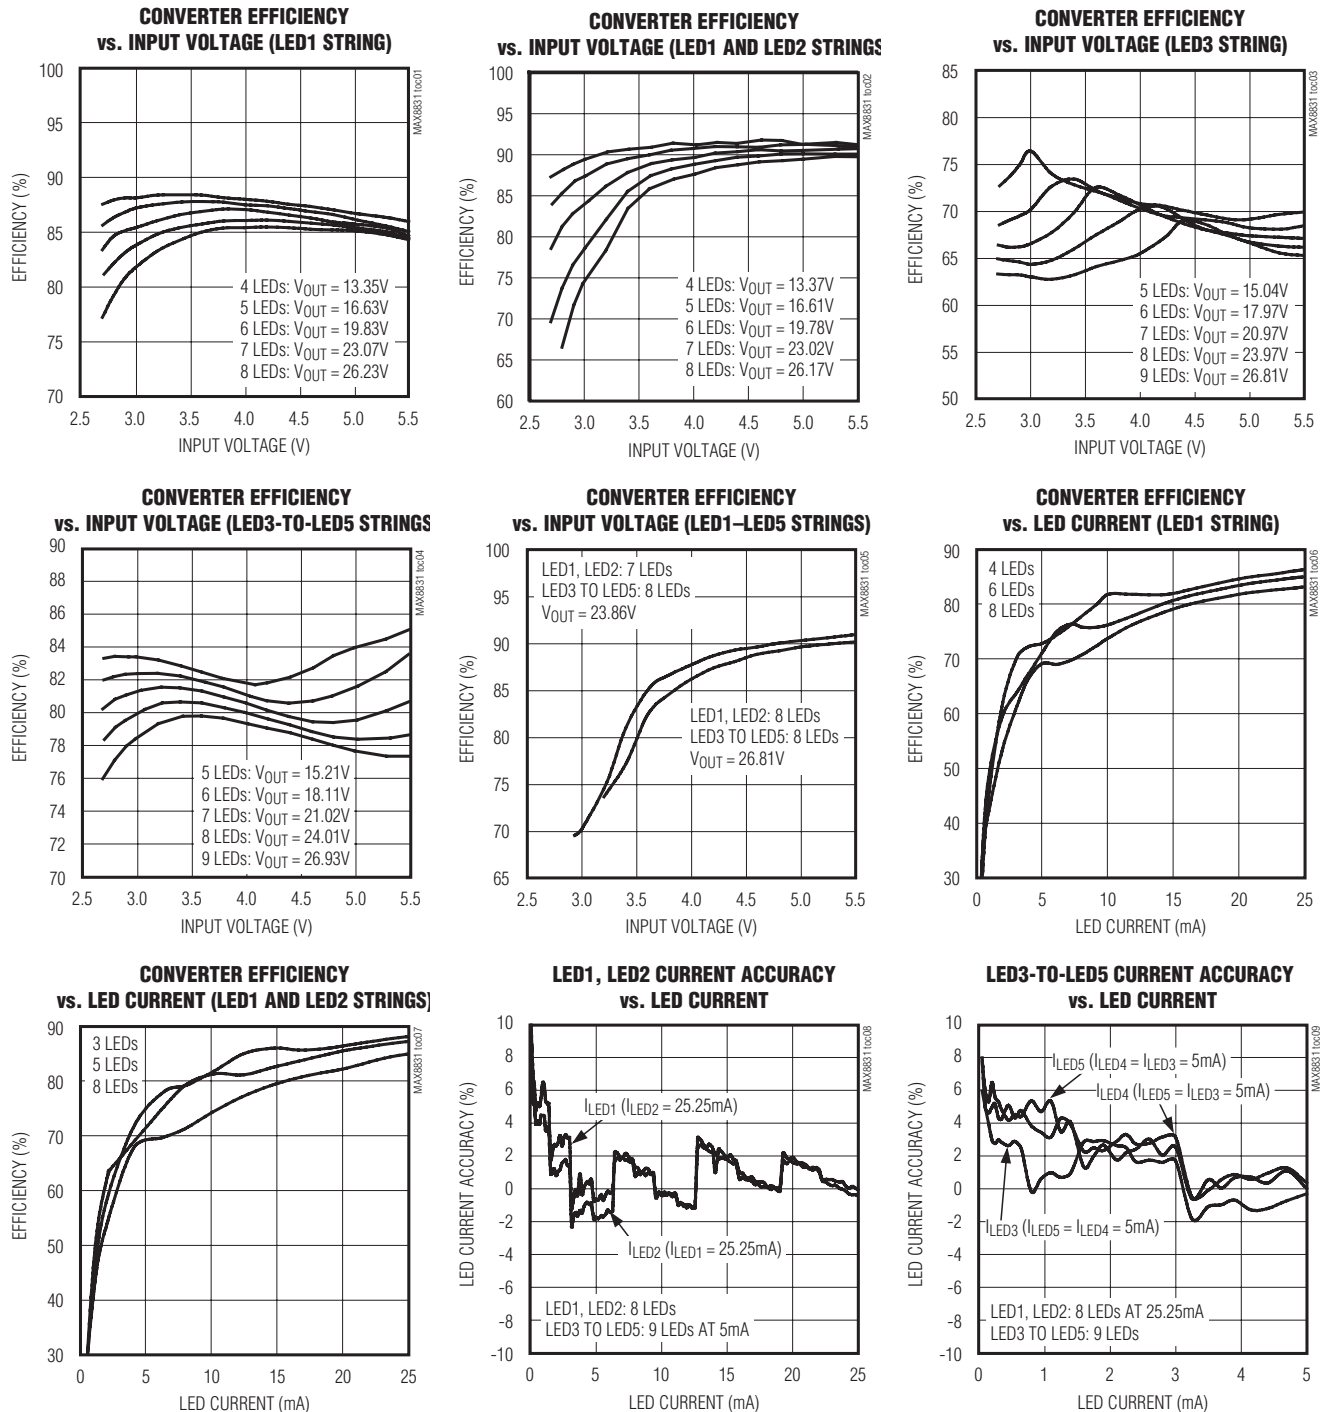 CONVERTER EFFICIENCY
vs. INPUT VOLTAGE (LED1 STRING)
100
95
90
85
80
75
70
EFFICIENCY (%)
2.5 3.0 3.5 4.0 4.5 5.0 5.5
INPUT VOLTAGE (V)
4 LEDs: VOUT = 13.35V
5 LEDs: VOUT = 16.63V
6 LEDs: VOUT = 19.83V
7 LEDs: VOUT = 23.07V
8 LEDs: VOUT = 26.23V
MAX8831 toc01
CONVERTER EFFICIENCY
vs. INPUT VOLTAGE (LED1 AND LED2 STRINGS
100
95
90
85
80
75
70
65
60
EFFICIENCY (%)
2.5 3.0 3.5 4.0 4.5 5.0 5.5
INPUT VOLTAGE (V)
4 LEDs: VOUT = 13.37V
5 LEDs: VOUT = 16.61V
6 LEDs: VOUT = 19.78V
7 LEDs: VOUT = 23.02V
8 LEDs: VOUT = 26.17V
MAX8831 toc02
CONVERTER EFFICIENCY
vs. INPUT VOLTAGE (LED3 STRING)
85
80
75
70
65
60
55
50
EFFICIENCY (%)
2.5 3.0 3.5 4.0 4.5 5.0 5.5
INPUT VOLTAGE (V)
5 LEDs: VOUT = 15.04V
6 LEDs: VOUT = 17.97V
7 LEDs: VOUT = 20.97V
8 LEDs: VOUT = 23.97V
9 LEDs: VOUT = 26.81V
MAX8831 toc03
CONVERTER EFFICIENCY
vs. INPUT VOLTAGE (LED3-TO-LED5 STRINGS
90
88
86
84
82
80
78
76
74
72
70
EFFICIENCY (%)
2.5 3.0 3.5 4.0 4.5 5.0 5.5
INPUT VOLTAGE (V)
5 LEDs: VOUT = 15.21V
6 LEDs: VOUT = 18.11V
7 LEDs: VOUT = 21.02V
8 LEDs: VOUT = 24.01V
9 LEDs: VOUT = 26.93V
MAX8831 toc04
CONVERTER EFFICIENCY
vs. INPUT VOLTAGE (LED1–LED5 STRINGS)
100
95
90
85
80
75
70
65
EFFICIENCY (%)
2.5 3.0 3.5 4.0 4.5 5.0 5.5
INPUT VOLTAGE (V)
LED1, LED2: 7 LEDs
LED3 TO LED5: 8 LEDs
VOUT = 23.86V
LED1, LED2: 8 LEDs
LED3 TO LED5: 8 LEDs
VOUT = 26.81V
MAX8831 toc05
CONVERTER EFFICIENCY
vs. LED CURRENT (LED1 STRING)
90
80
70
60
50
40
30
EFFICIENCY (%)
0 5 10 15 20 25
LED CURRENT (mA)
4 LEDs
6 LEDs
8 LEDs
MAX8831 toc06
CONVERTER EFFICIENCY
vs. LED CURRENT (LED1 AND LED2 STRINGS)
90
80
70
60
50
40
30
EFFICIENCY (%)
0 5 10 15 20 25
LED CURRENT (mA)
3 LEDs
5 LEDs
8 LEDs
MAX8831 toc07
LED1, LED2 CURRENT ACCURACY
vs. LED CURRENT
10
8
6
4
2
0
-2
-4
-6
-8
-10
LED CURRENT ACCURACY (%)
0 5 10 15 20 25
LED CURRENT (mA)
ILED1 (ILED2 = 25.25mA)
ILED2 (ILED1 = 25.25mA)
LED1, LED2: 8 LEDs
LED3 TO LED5: 9 LEDs AT 5mA
MAX8831 toc08
LED3-TO-LED5 CURRENT ACCURACY
vs. LED CURRENT
10
8
6
4
2
0
-2
-4
-6
-8
-10
LED CURRENT ACCURACY (%)
0 1 2 3 4 5
LED CURRENT (mA)
ILED5 (ILED4 = ILED3 = 5mA)
ILED4 (ILED5 = ILED3 = 5mA)
ILED3 (ILED5 = ILED4 = 5mA)
LED1, LED2: 8 LEDs AT 25.25mA
LED3 TO LED5: 9 LEDs
MAX8831 toc09